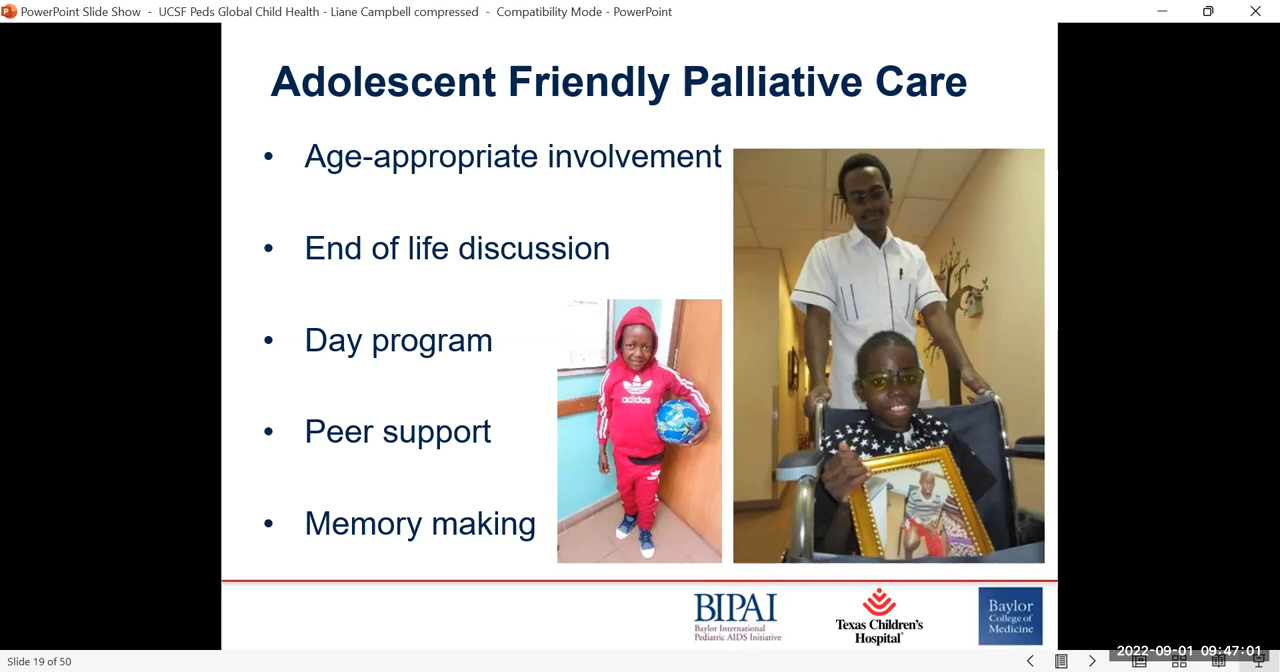 PowerPoint Slide Show - UCSF Peds Global Child Health - Liane Campbell compressed - Compatibility Mode - PowerPoint
Adolescent Friendly Palliative Care
• Age-appropriate involvement
• End of life discussion
• Day program
• Peer support
• Memory making
adidas
BIPAI
Baylor International
Pediatric AIDS Initiative
Texas Children's
Hospital
Baylor
College of
Medicine
Slide 19 of 50
2022-09-01 09:47:01